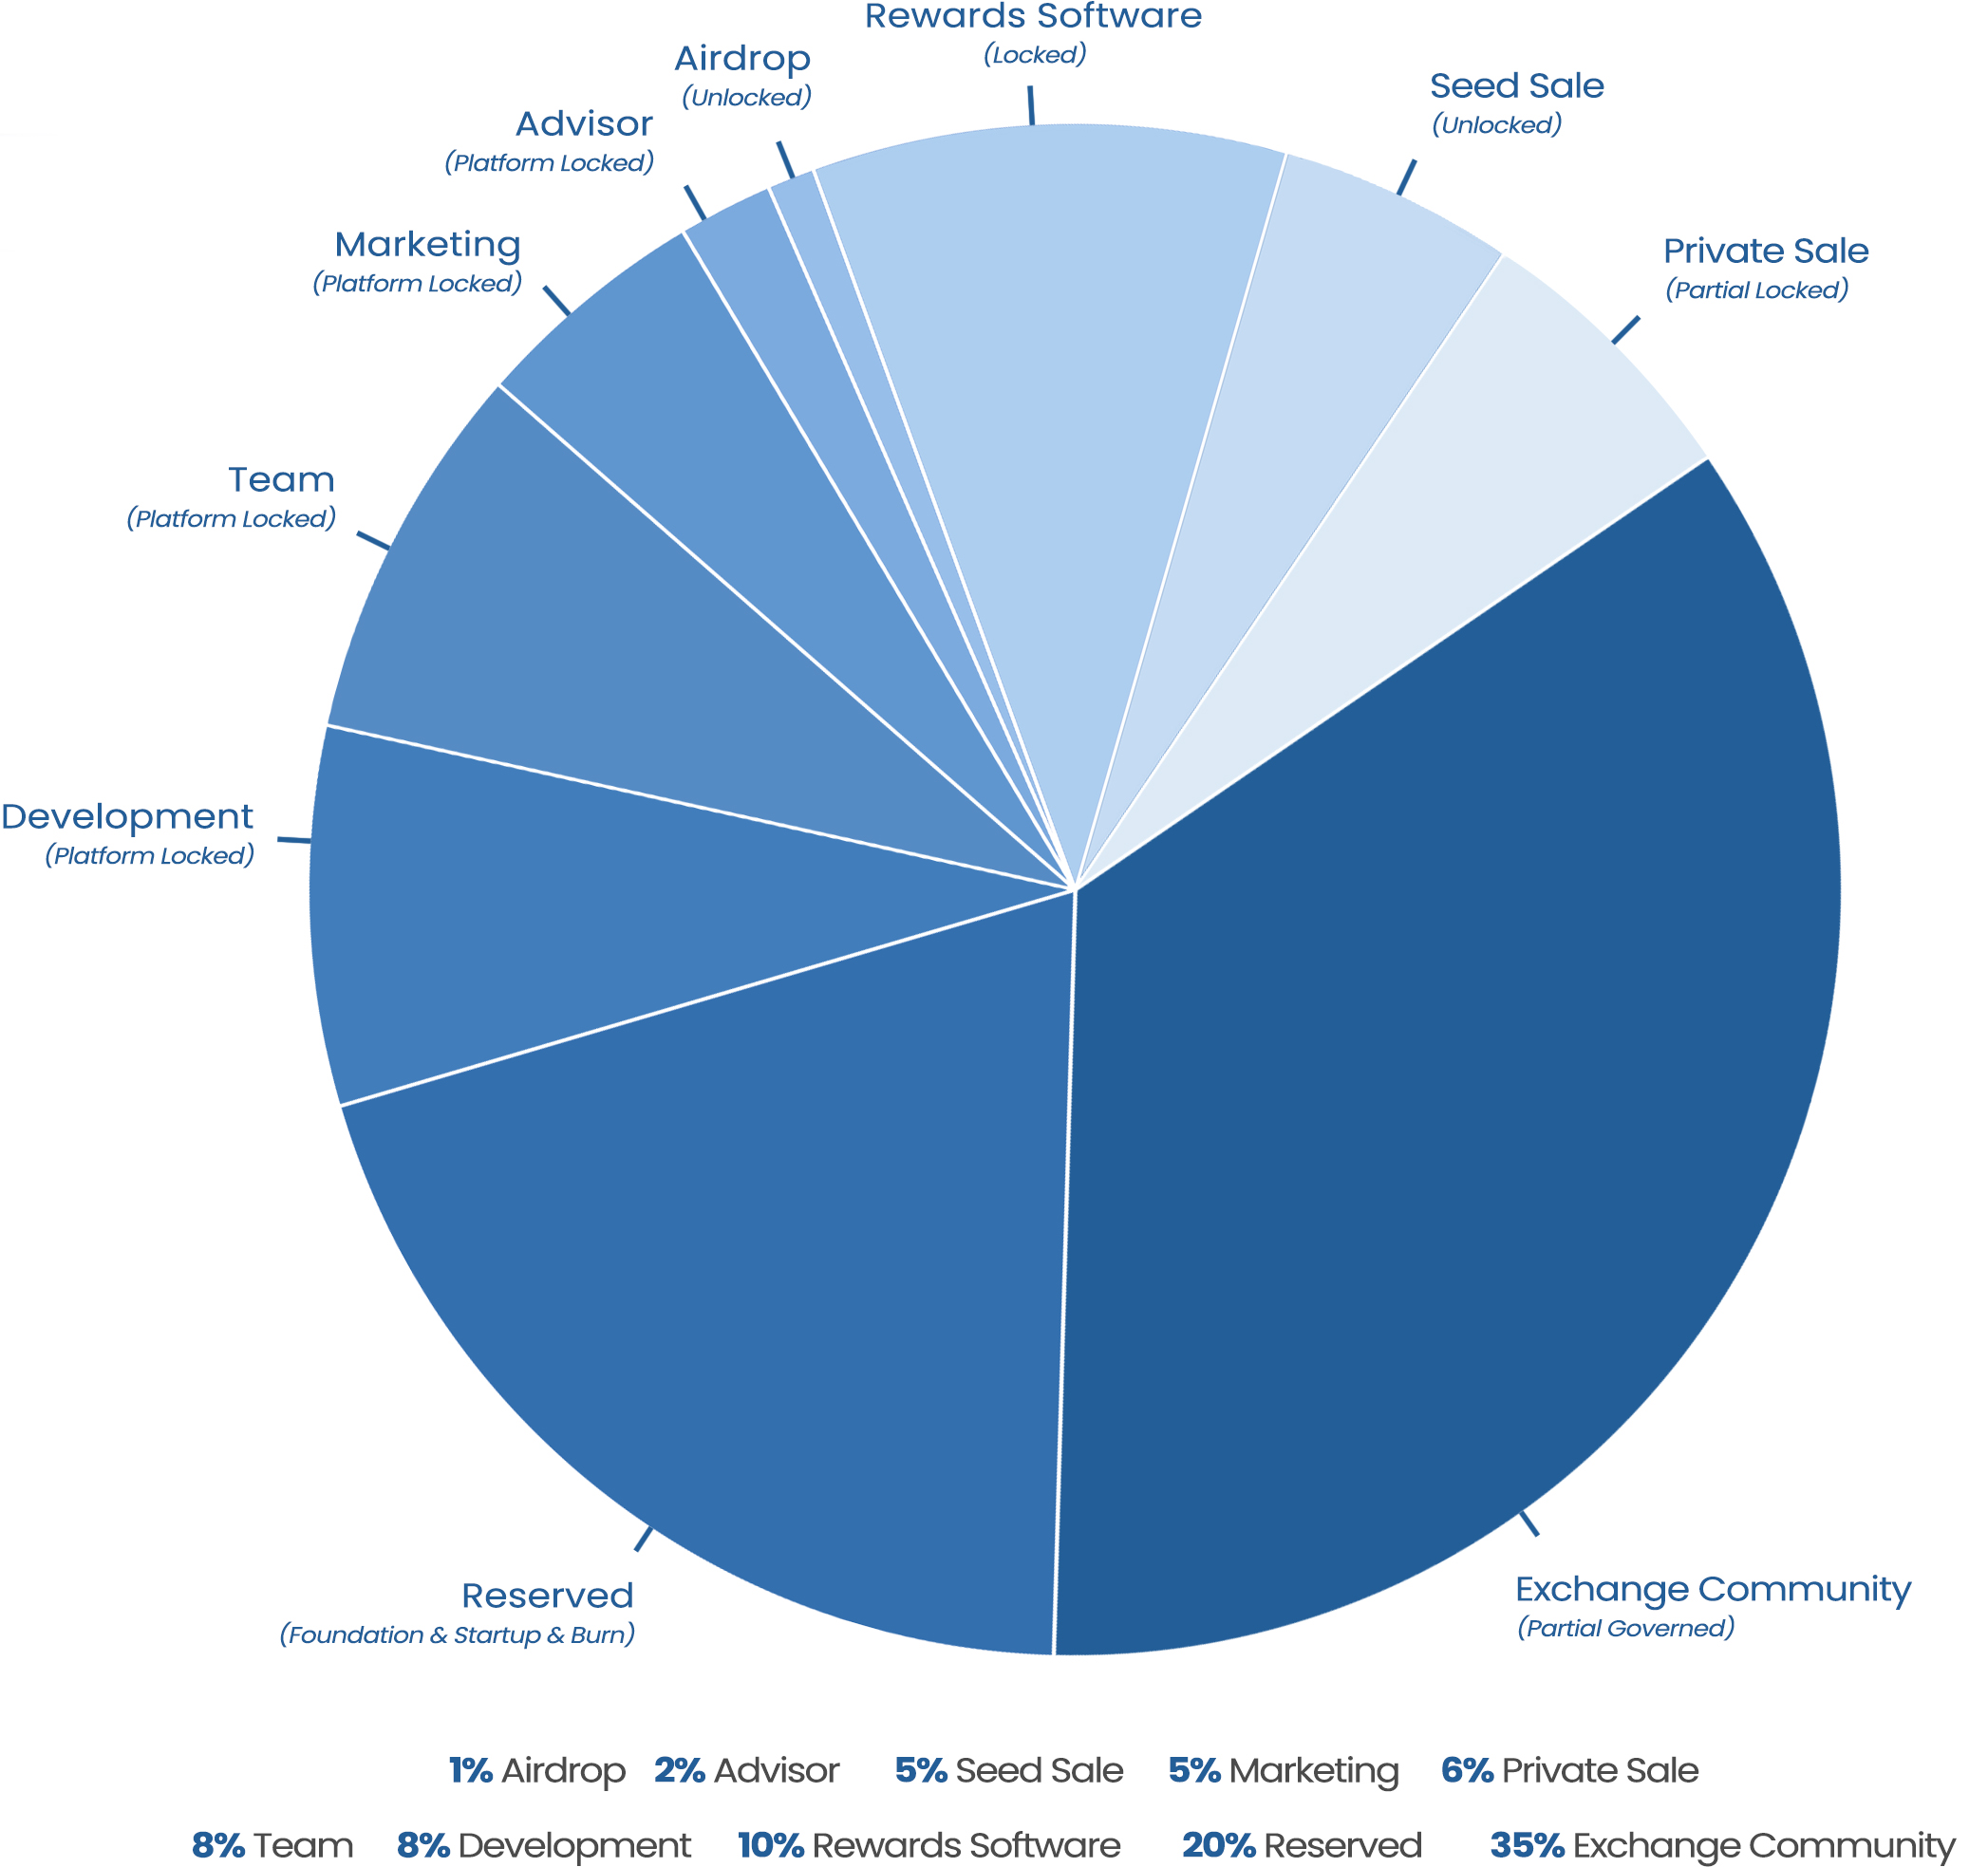 Rewards Software
(Locked)
Airdrop
(Unlocked)
Seed Sale
(Unlocked)
Advisor
(Platform Locked)
Marketing
(Platform Locked)
Private Sale
(Partial Locked)
Team
(Platform Locked)
Development
(Platform Locked)
Reserved
(Foundation & Startup & Burn)
Exchange Community
(Partial Governed)
1% Airdrop 2% Advisor 5% Seed Sale 5% Marketing 6% Private Sale
8% Team 8% Development 10% Rewards Software 20% Reserved 35% Exchange Community